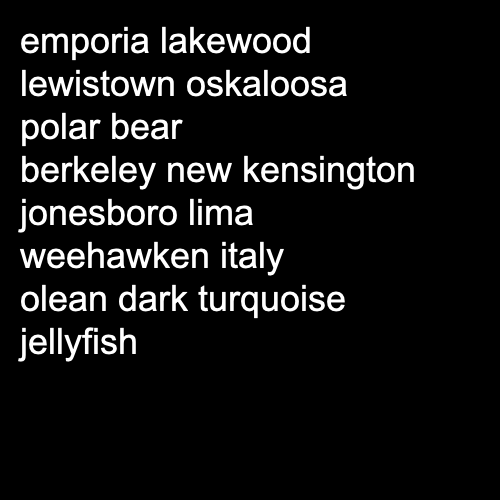 emporia lakewood
lewistown oskaloosa
polar bear
berkeley new kensington
jonesboro lima
weehawken italy
olean dark turquoise
jellyfish